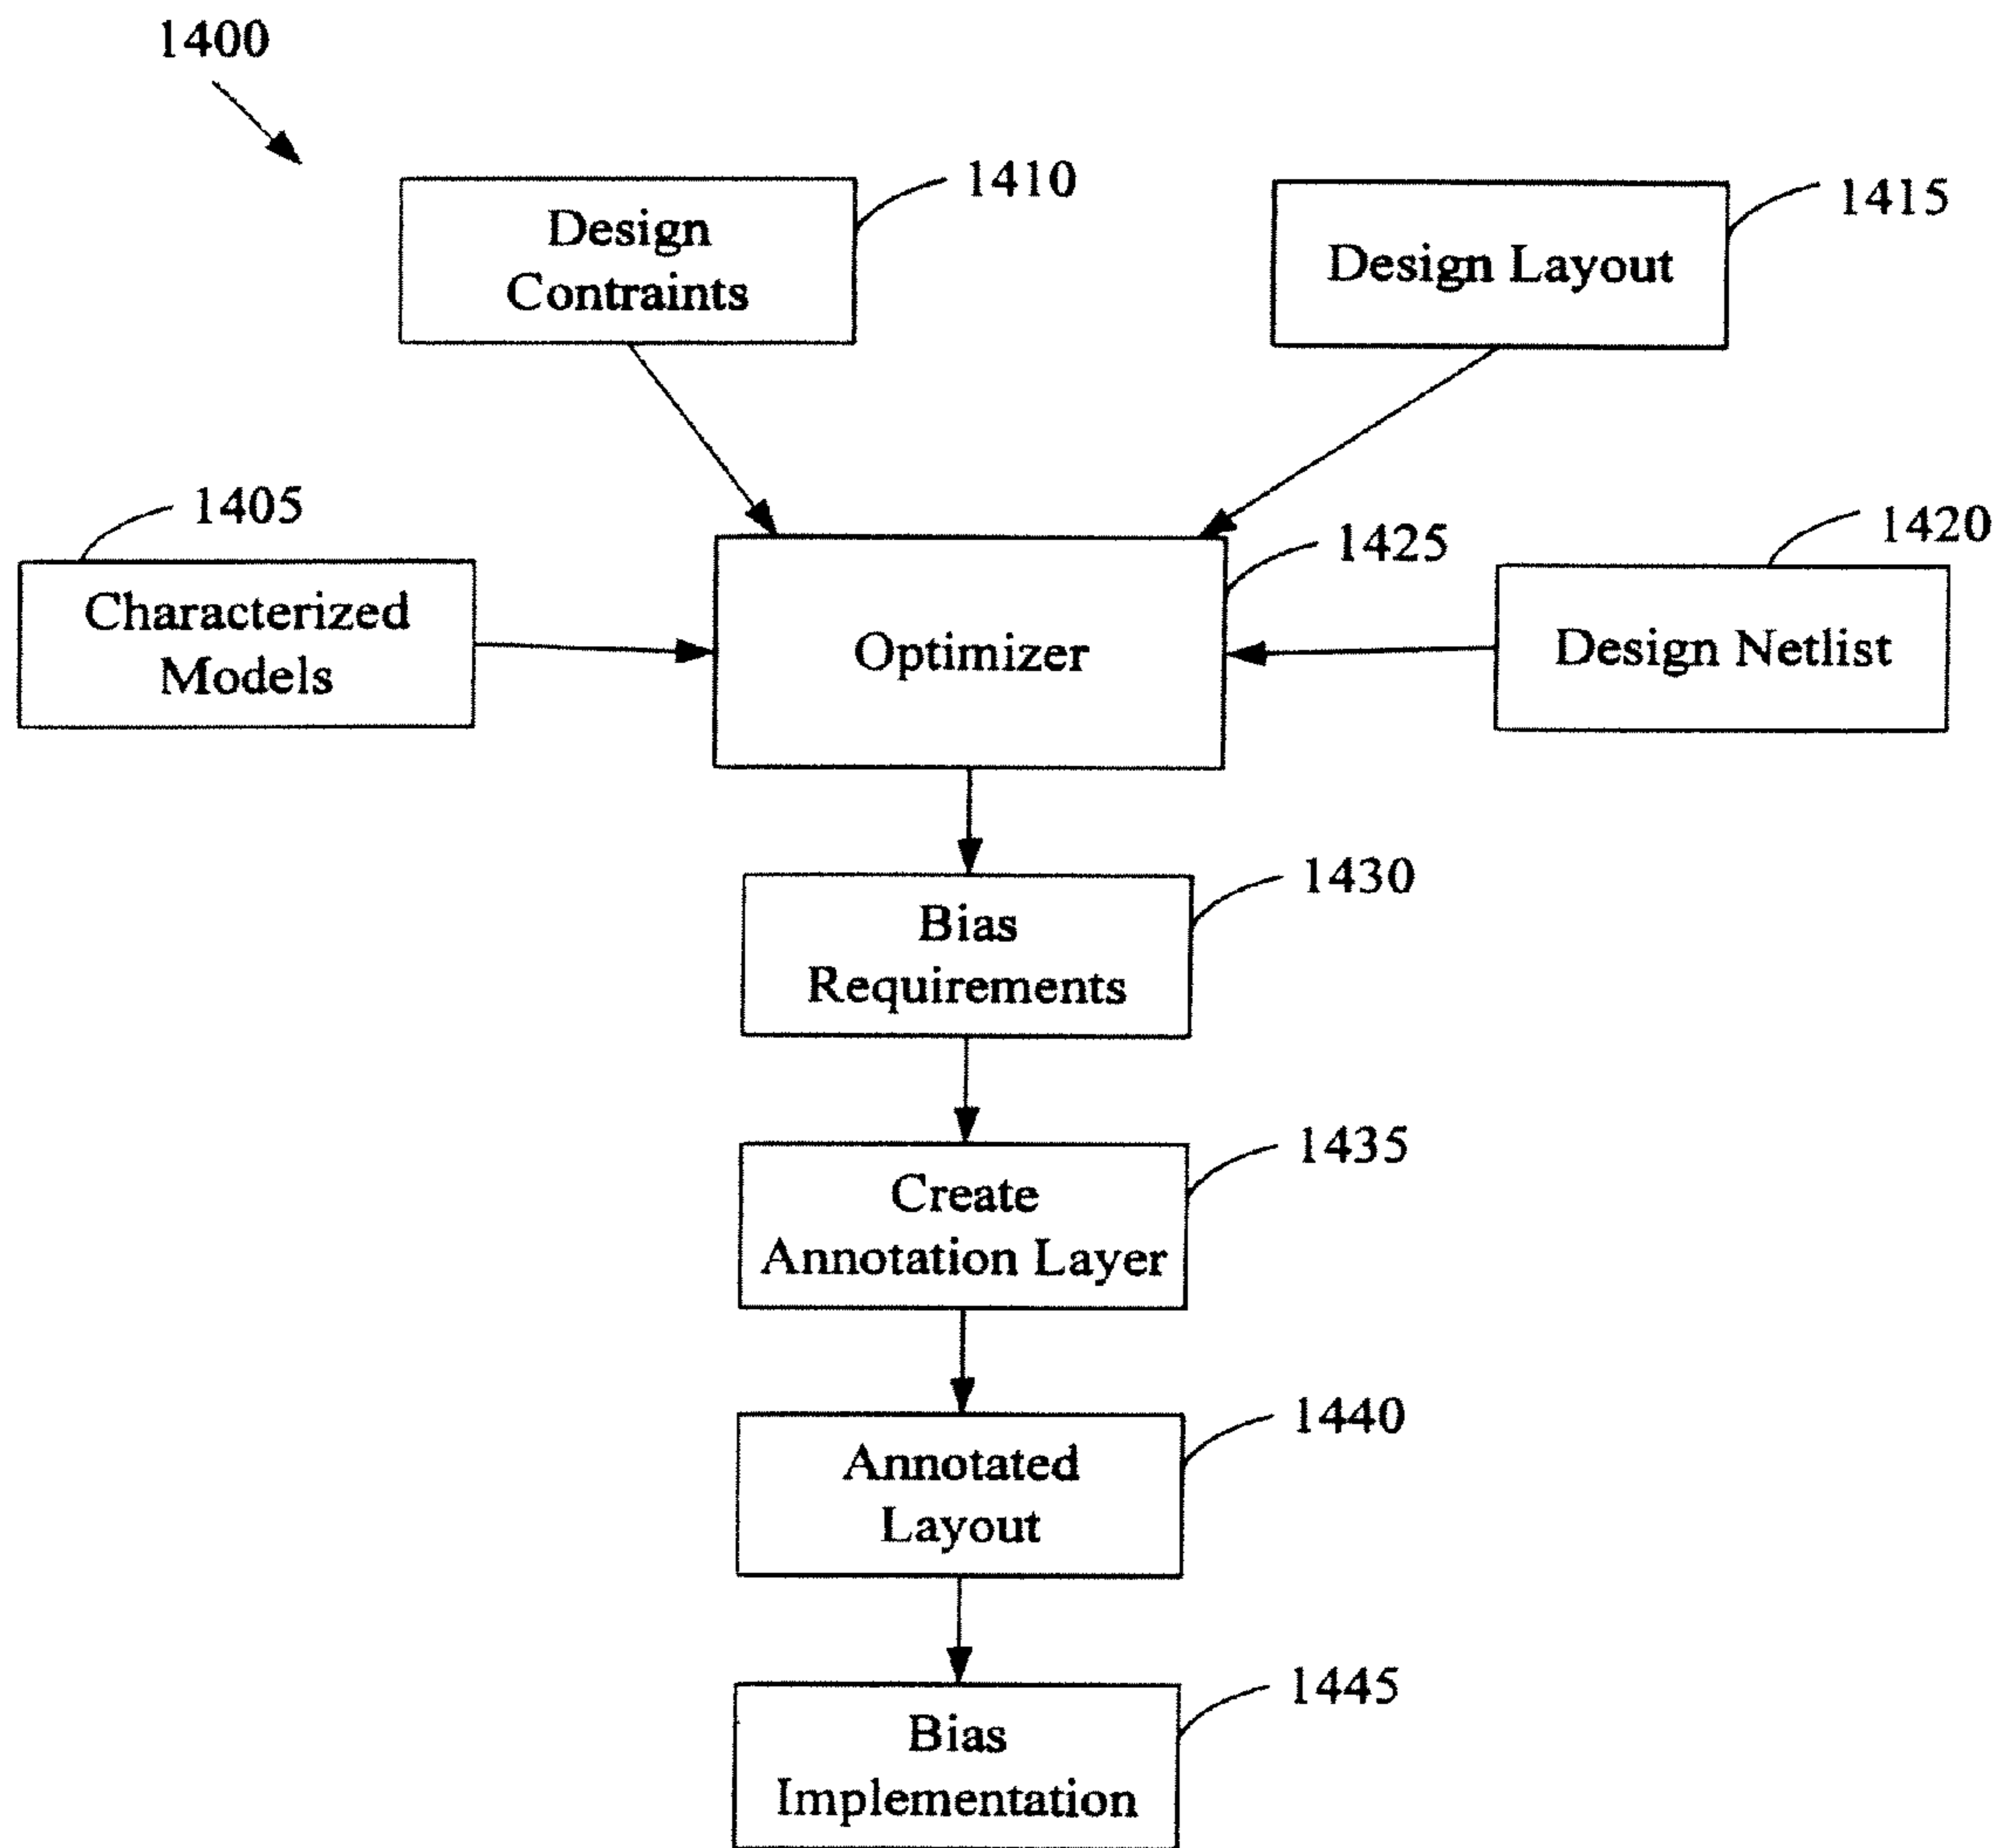 1400
1410
Design
Contraints
1415
Design Layout
1405
Characterized
Models
1425
Optimizer
1420
Design Netlist
1430
Bias
Requirements
1435
Create
Annotation Layer
1440
Annotated
Layout
1445
Bias
Implementation